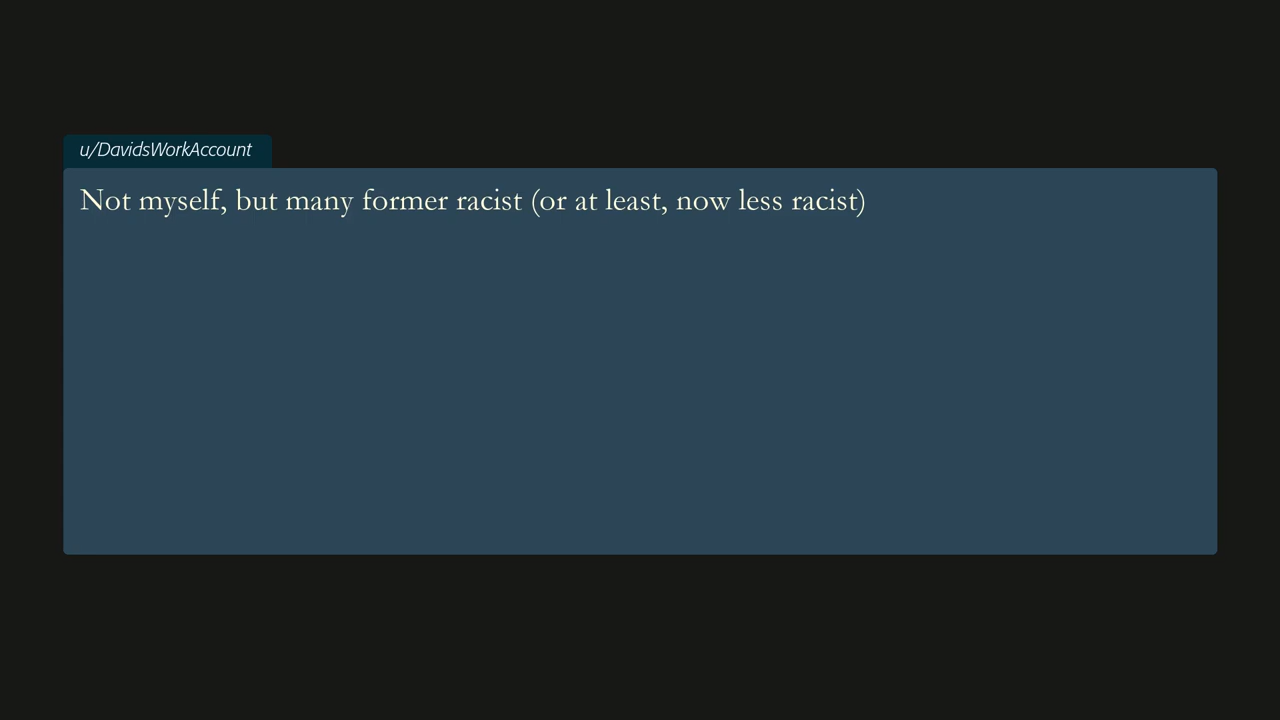 u/DavidsWorkAccount
Not myself, but many former racist (or at least, now less racist)